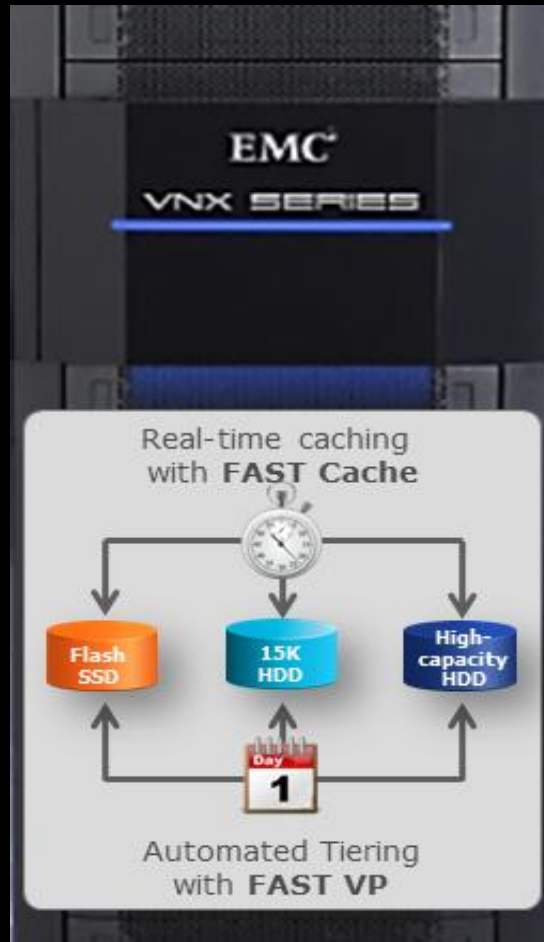 EMC²
VNX SERIES
Real-time caching
with FAST Cache
Flash
SSD
15K
HDD
High-
capacity
HDD
Day
1
Automated Tiering
with FAST VP